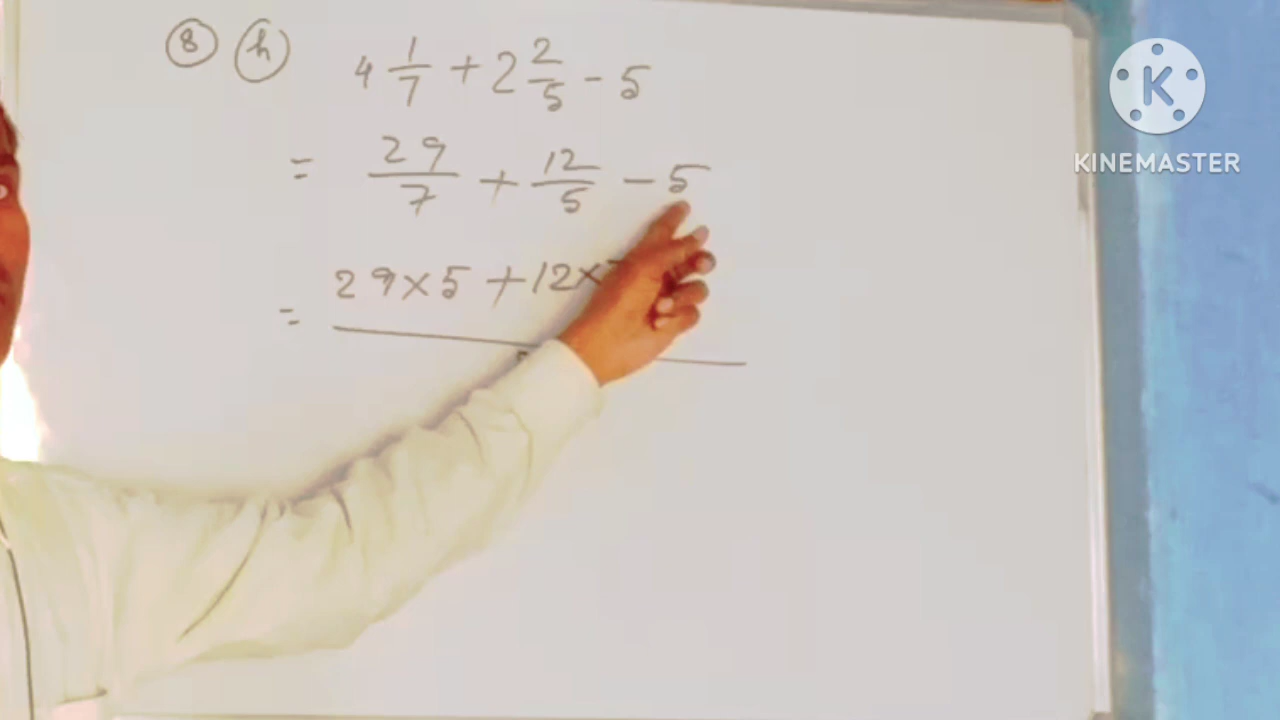 ⑧ ⓗ 4 1/7 + 2 2/5 - 5
= 29/7 + 12/5 - 5
= 29×5 + 12×
K
KINEMASTER